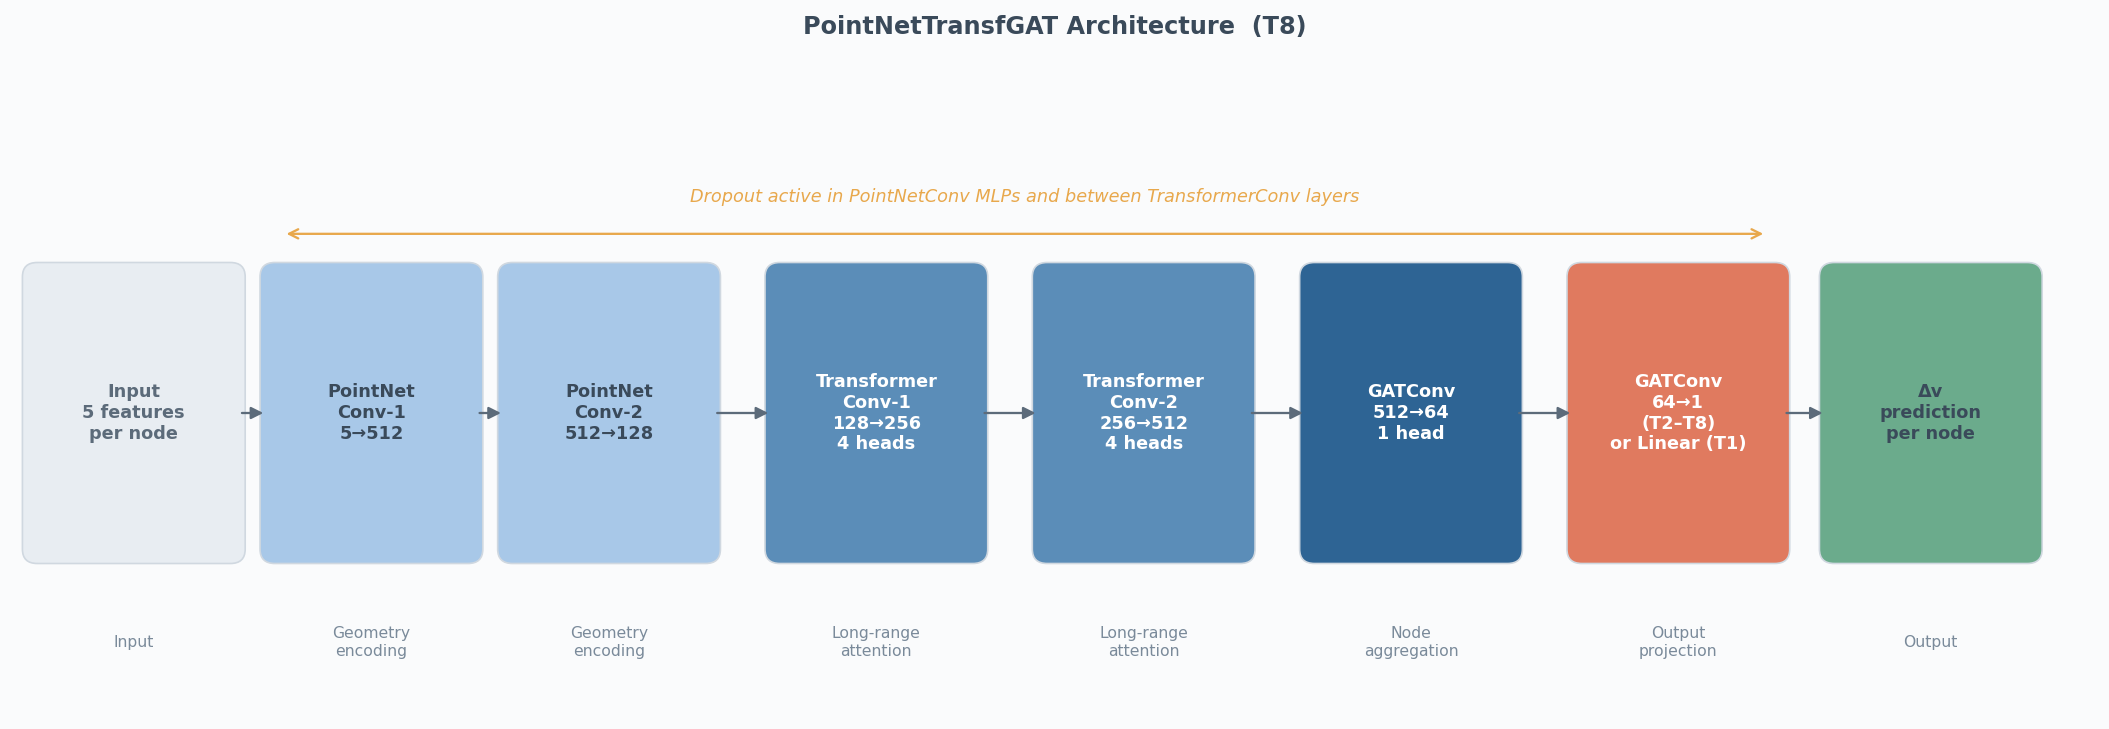 PointNetTransfGAT Architecture  (T8)
Dropout active in PointNetConv MLPs and between TransformerConv layers
Input
5 features
per node
PointNet
Conv-1
5→512
PointNet
Conv-2
512→128
Transformer
Conv-1
128→256
4 heads
Transformer
Conv-2
256→512
4 heads
GATConv
512→64
1 head
GATConv
64→1
(T2–T8)
or Linear (T1)
Δv
prediction
per node
Input
Geometry
encoding
Geometry
encoding
Long-range
attention
Long-range
attention
Node
aggregation
Output
projection
Output